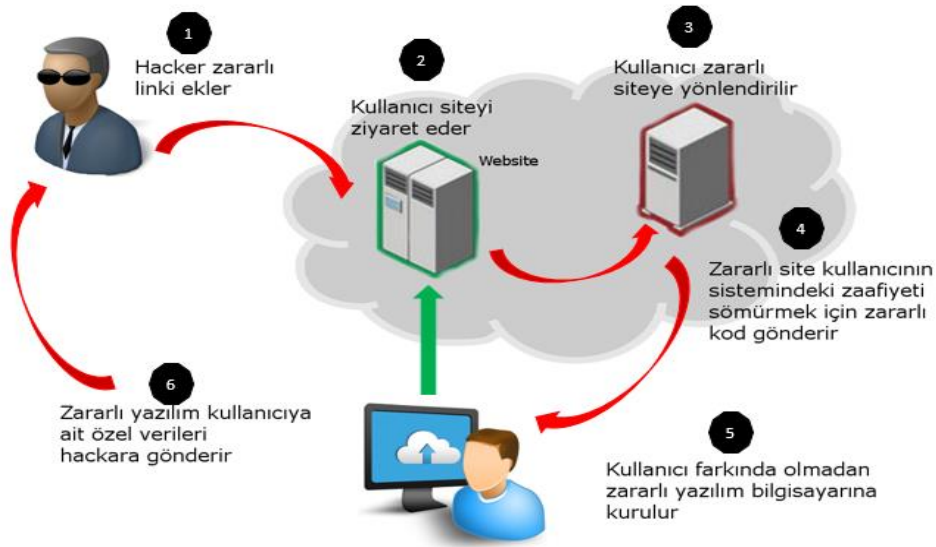 1
Hacker zararlı
linki ekler
2
Kullanıcı siteyi
ziyaret eder
Website
3
Kullanıcı zararlı
siteye yönlendirilir
4
Zararlı site kullanıcının
sistemindeki zaafiyeti
sömürmek için zararlı
kod gönderir
5
Kullanıcı farkında olmadan
zararlı yazılım bilgisayarına
kurulur
6
Zararlı yazılım kullanıcıya
ait özel verileri
hackara gönderir